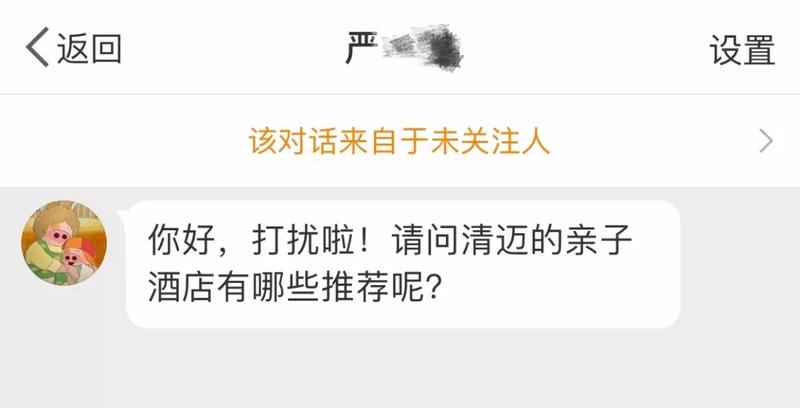 返回
严
设置
该对话来自于未关注人
你好，打扰啦！请问清迈的亲子
酒店有哪些推荐呢？